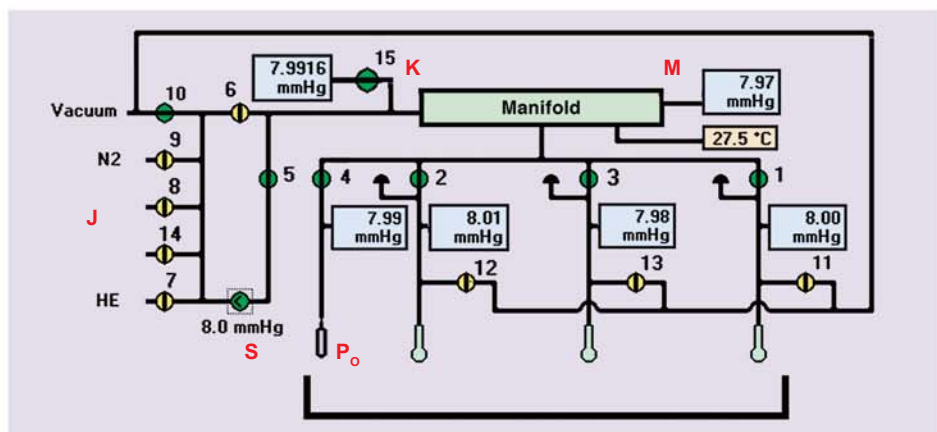 15
7.9916
mmHg
K
M
10
6
Manifold
7.97
mmHg
Vacuum
27.5 °C
9
N2
5
4
2
3
1
8
J
7.99
mmHg
8.01
mmHg
7.98
mmHg
8.00
mmHg
14
12
13
11
7
HE
8.0 mmHg
S
Po